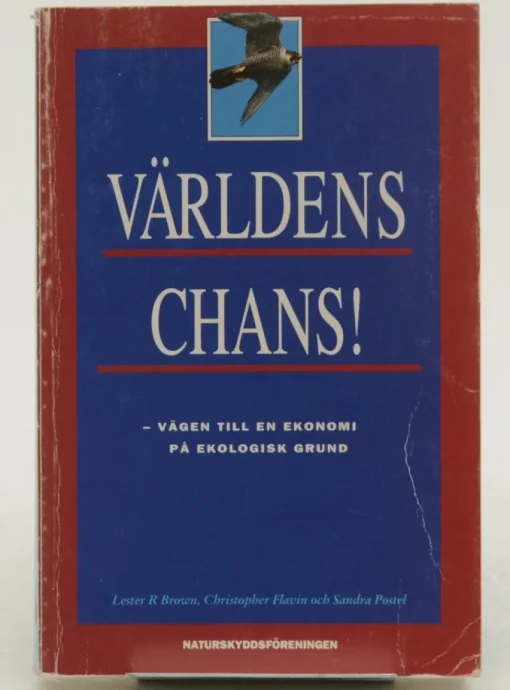 VÄRLDENS
CHANS!
– VÄGEN TILL EN EKONOMI
PÅ EKOLOGISK GRUND
Lester R Brown, Christopher Flavin och Sandra Postel
NATURSKYDDSFÖRENINGEN